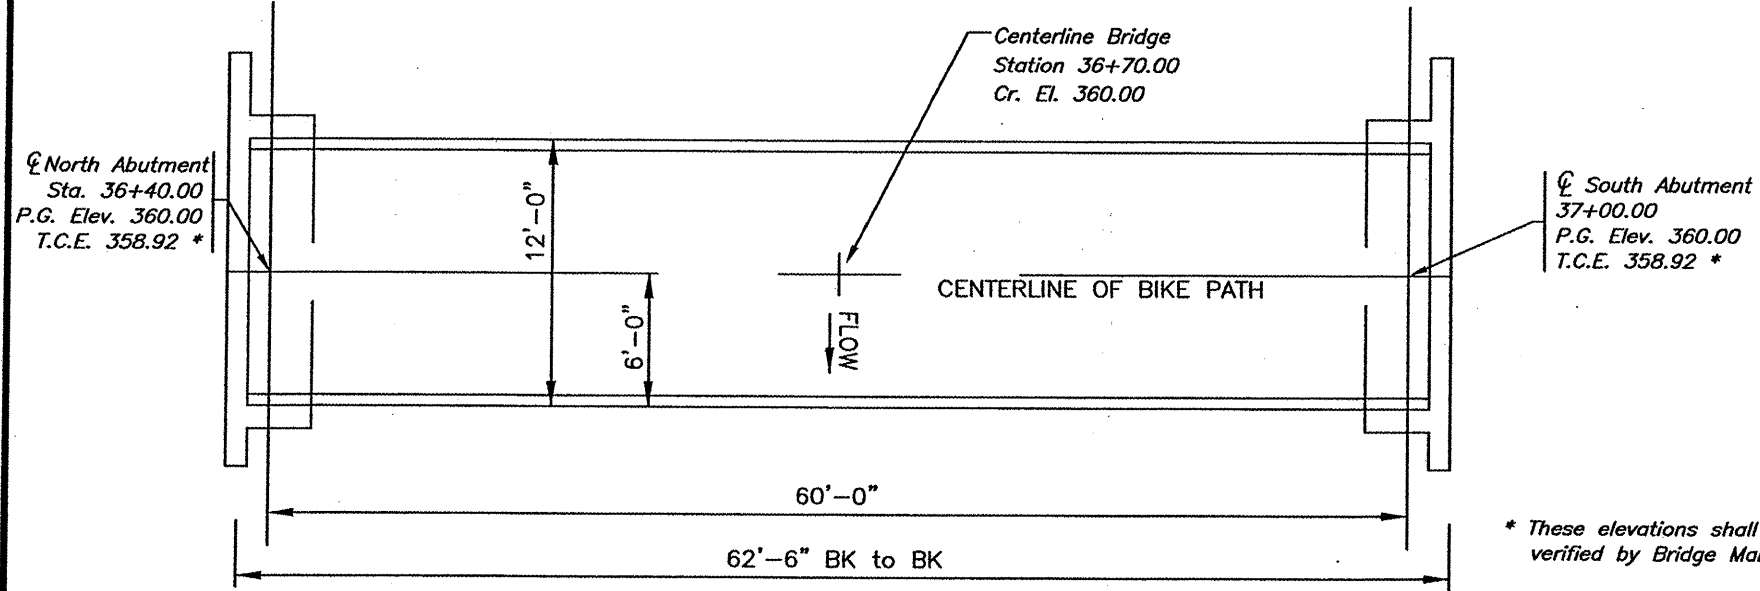 Centerline Bridge
Station 36+70.00
Cr. El. 360.00
℄ North Abutment
Sta. 36+40.00
P.G. Elev. 360.00
T.C.E. 358.92 *
℄ South Abutment
37+00.00
P.G. Elev. 360.00
T.C.E. 358.92 *
12'-0"
6'-0"
FLOW
CENTERLINE OF BIKE PATH
60'-0"
62'-6" BK to BK
* These elevations shall
verified by Bridge